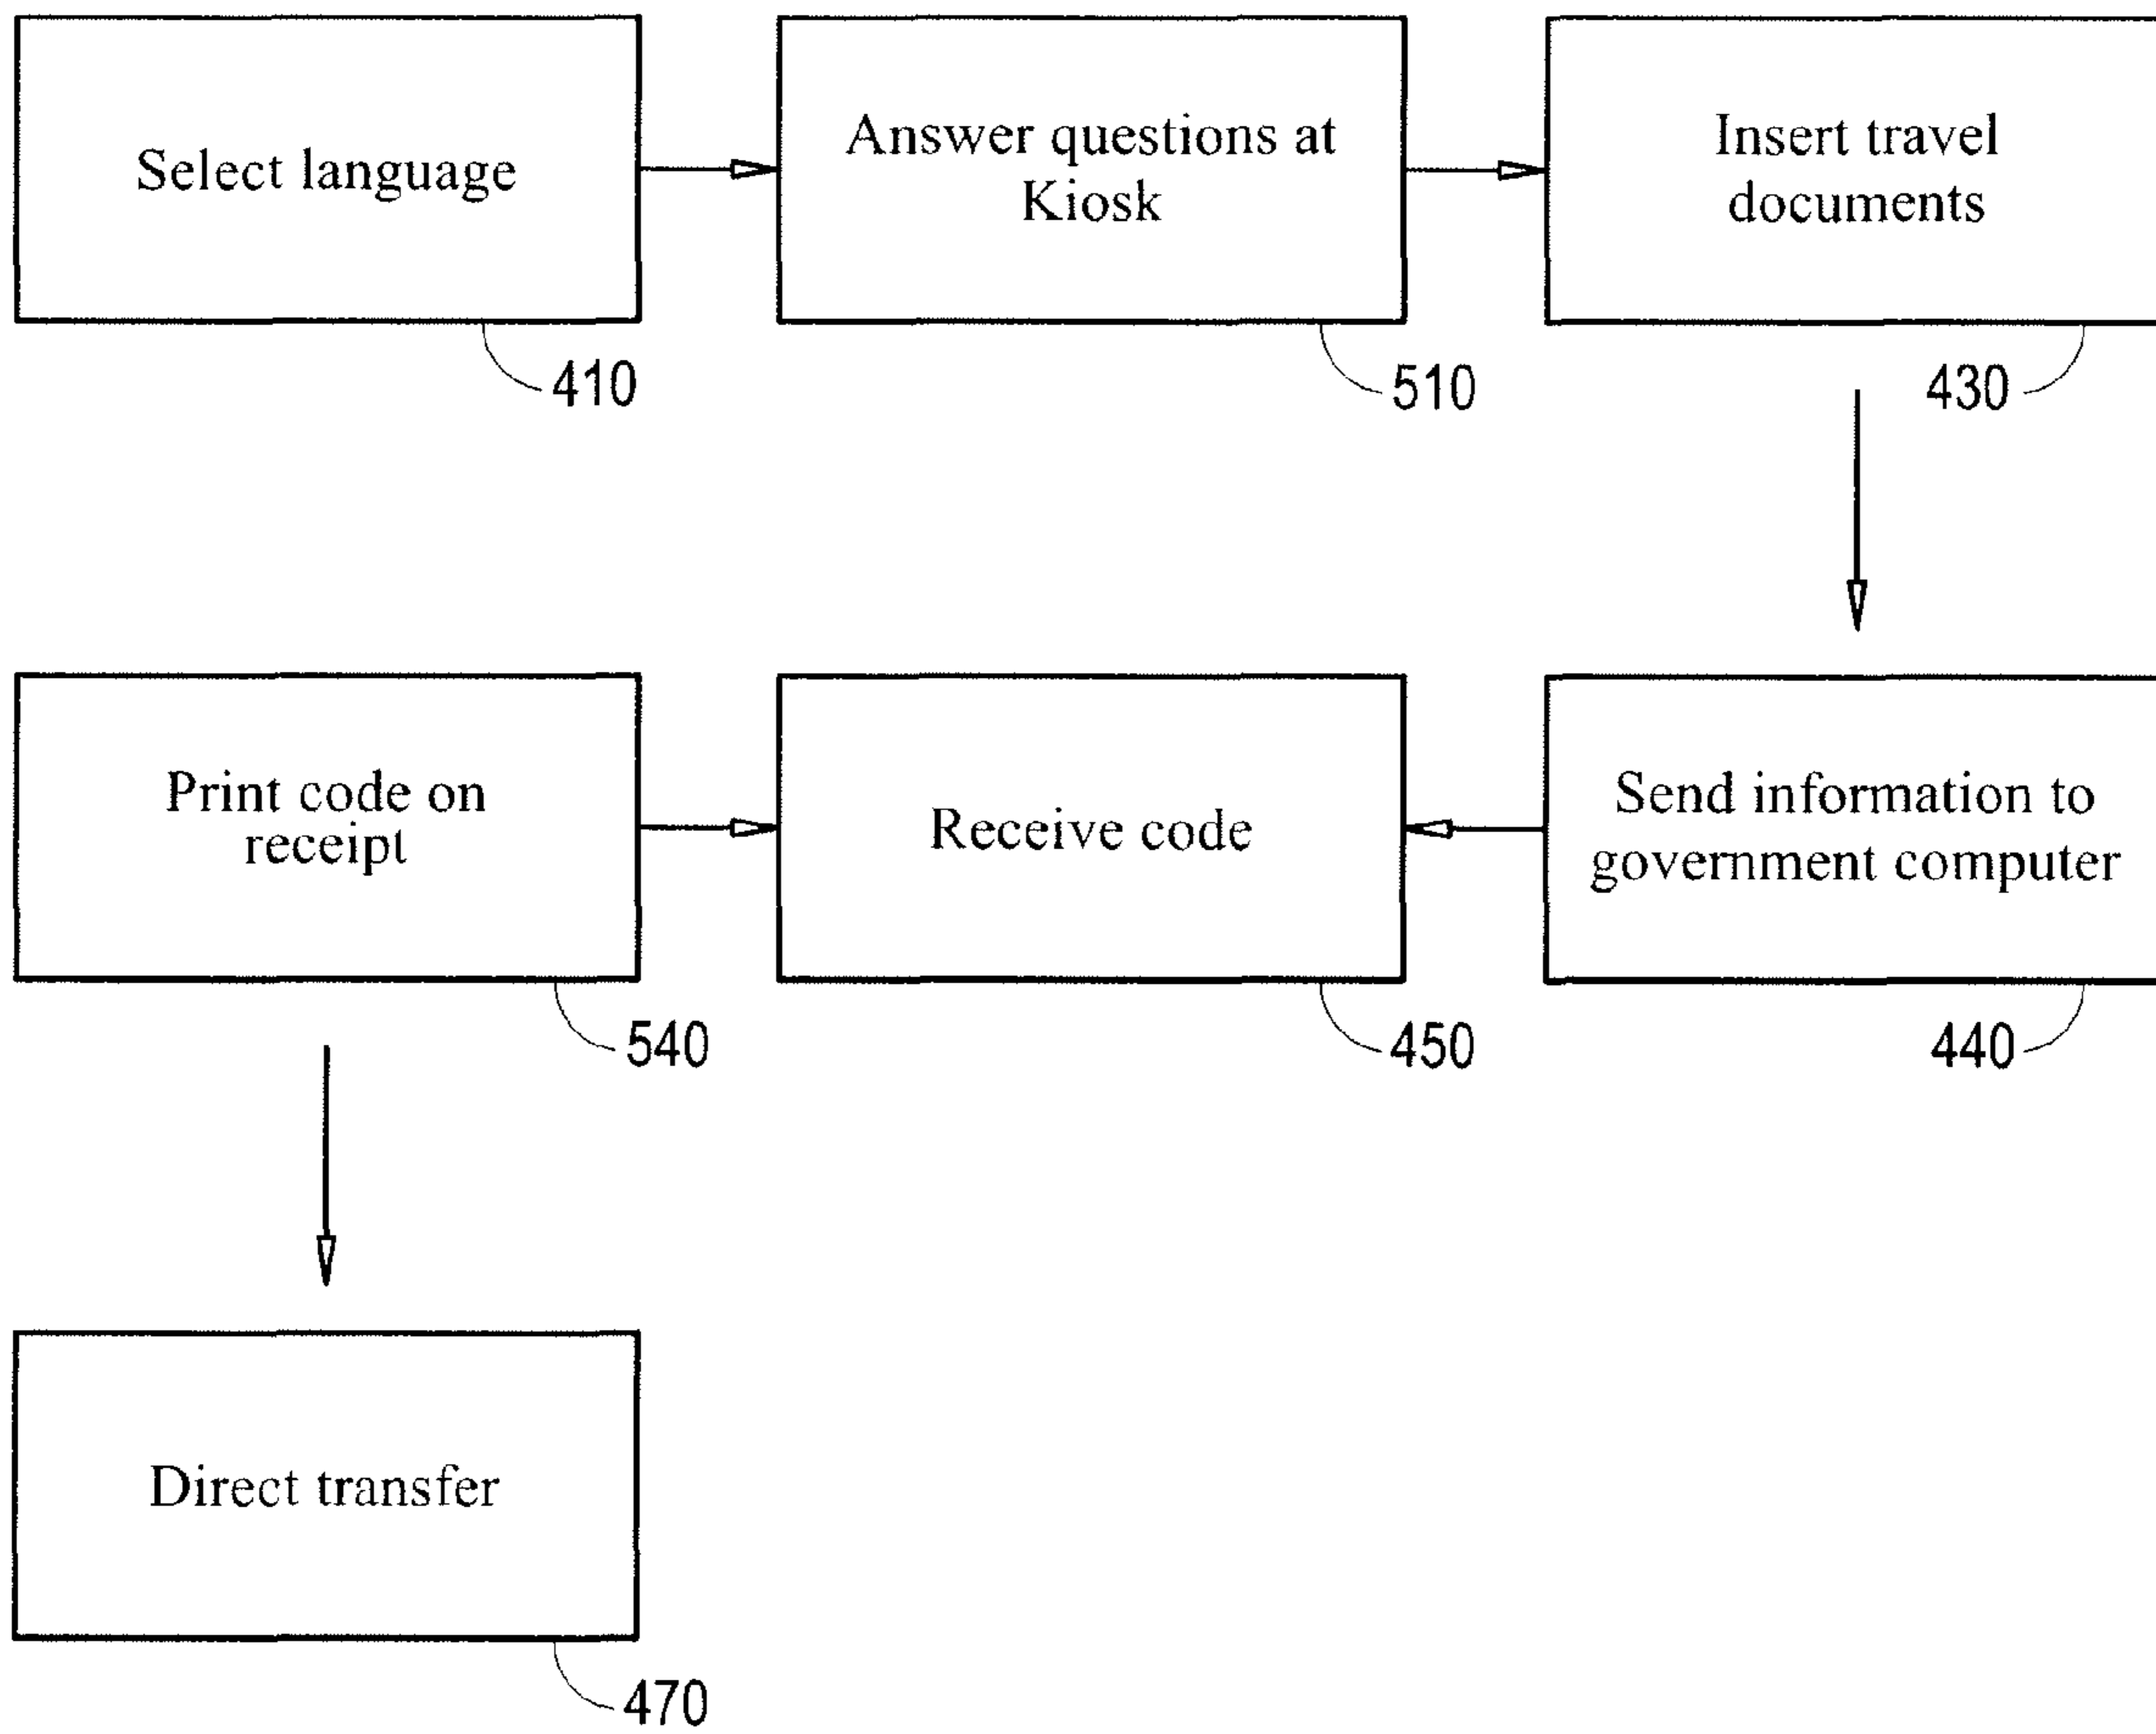 Select language
410
Answer questions at
Kiosk
510
Insert travel
documents
430
Print code on
receipt
540
Receive code
450
Send information to
government computer
440
Direct transfer
470